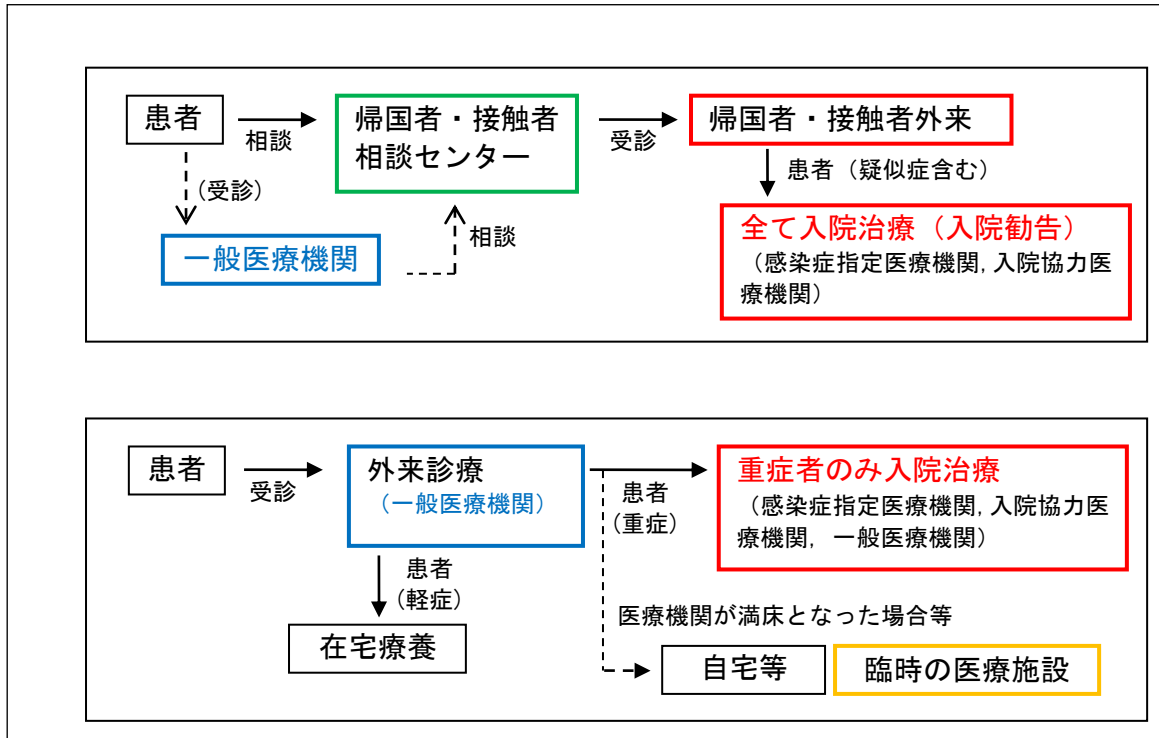 患者
相談
帰国者・接触者
相談センター
受診
帰国者・接触者外来
(受診)
患者（疑似症含む）
一般医療機関
相談
全て入院治療（入院勧告）
（感染症指定医療機関, 入院協力医
療機関）
患者
受診
外来診療
（一般医療機関）
患者
(重症)
重症者のみ入院治療
（感染症指定医療機関, 入院協力医
療機関, 一般医療機関）
患者
(軽症)
在宅療養
医療機関が満床となった場合等
自宅等
臨時の医療施設